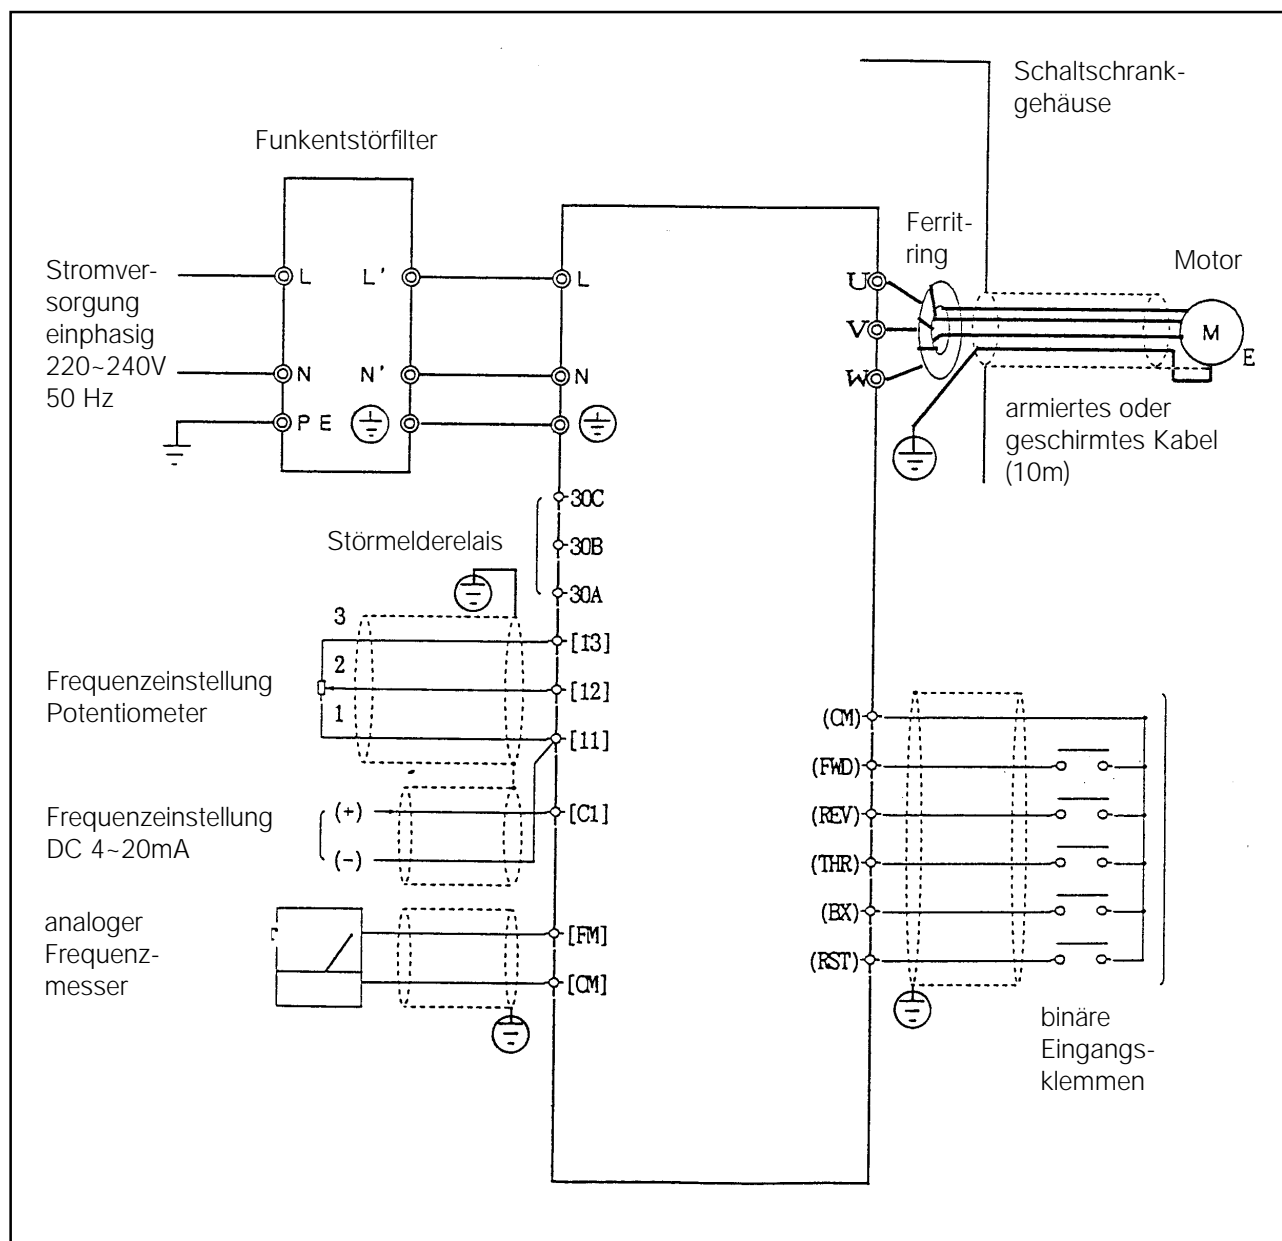 Schaltschrank-
gehäuse
Funkentstörfilter
Ferrit-
ring
Motor
Stromver-
sorgung
einphasig
220~240V
50 Hz
L L' L
N N' N
PE
U
V
W
M
E
armiertes oder
geschirmtes Kabel
(10m)
30C
30B
30A
Störmelderelais
3
2
1
[13]
[12]
[11]
Frequenzeinstellung
Potentiometer
Frequenzeinstellung
DC 4~20mA
(+)
(-)
[C1]
analoger
Frequenz-
messer
[FM]
[CM]
(CM)
(FWD)
(REV)
(THR)
(BX)
(RST)
binäre
Eingangs-
klemmen